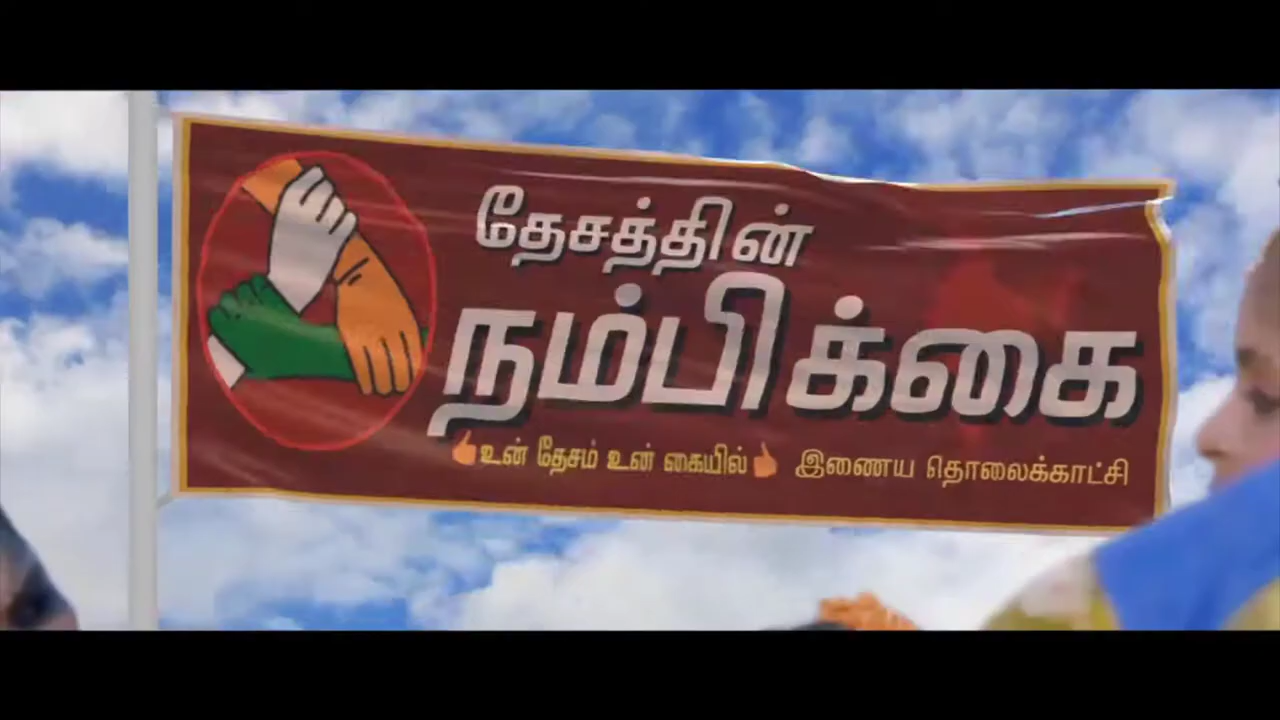 தேசத்தின்
நம்பிக்கை
உன் தேசம் உன் கையில் இணைய தொலைக்காட்சி